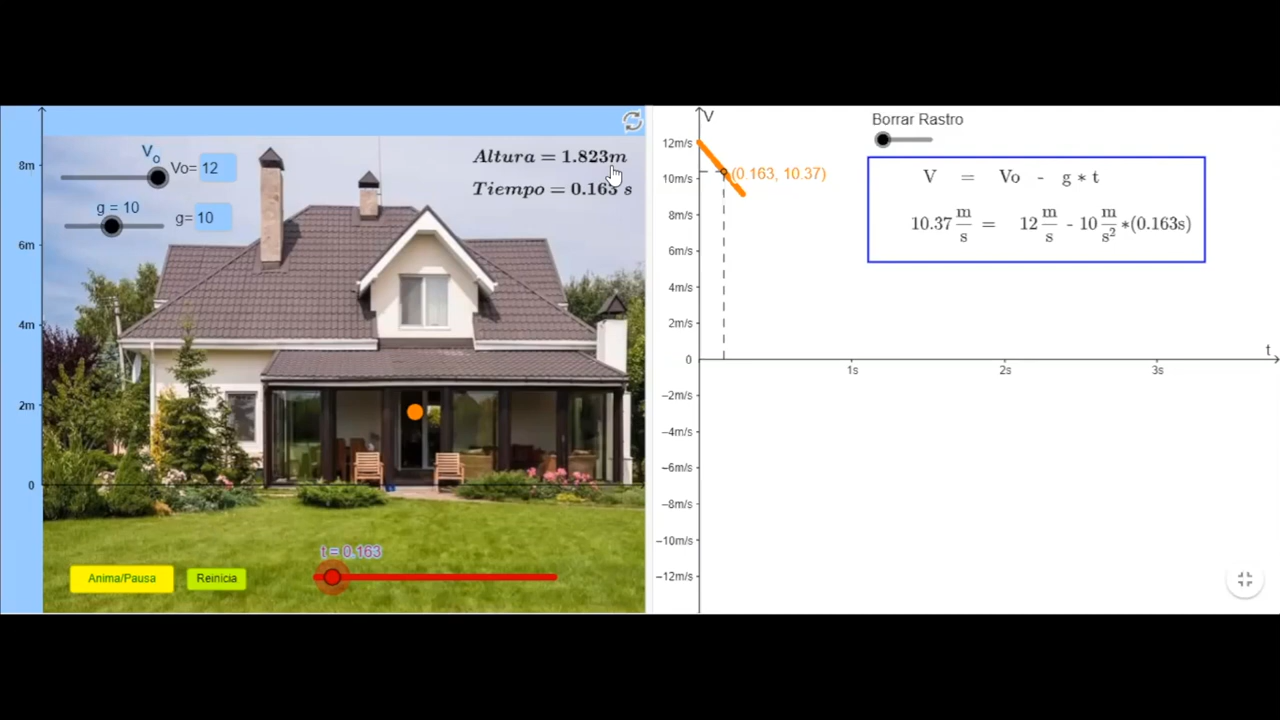 Vo
Vo= 12
g = 10
g= 10
Altura = 1.823m
Tiempo = 0.163 s
8m
6m
4m
2m
0
t = 0.163
Anima/Pausa
Reinicia
V
Borrar Rastro
12m/s
10m/s
8m/s
6m/s
4m/s
2m/s
0
−2m/s
−4m/s
−6m/s
−8m/s
−10m/s
−12m/s
(0.163, 10.37)
V = Vo - g * t
10.37 m/s = 12 m/s - 10 m/s² *(0.163s)
t
1s 2s 3s